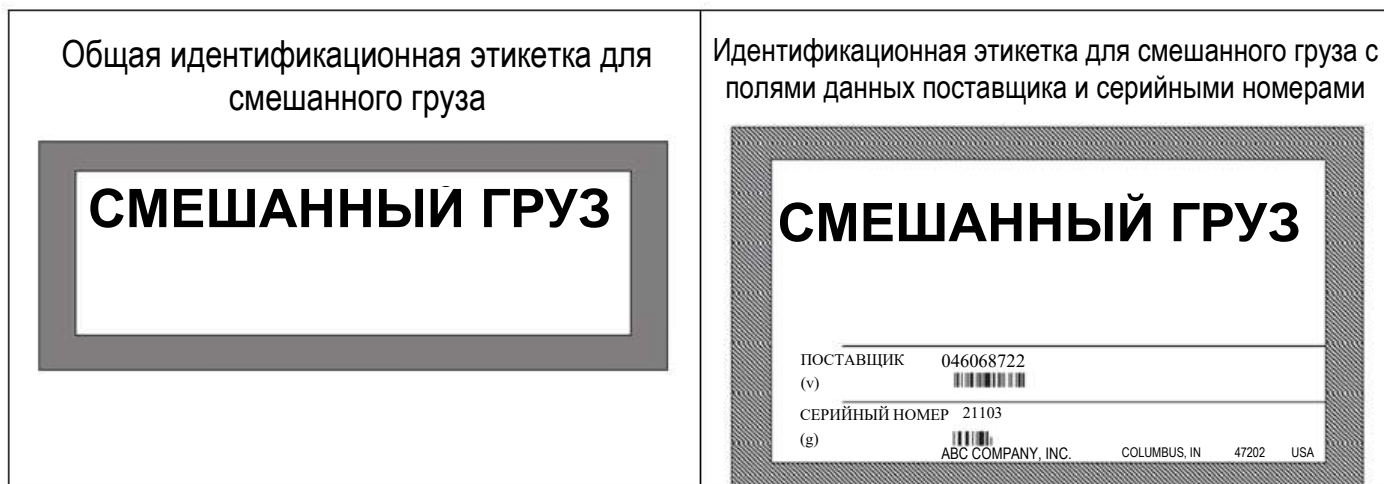 Общая идентификационная этикетка для
смешанного груза
СМЕШАННЫЙ ГРУЗ
Идентификационная этикетка для смешанного груза с
полями данных поставщика и серийными номерами
СМЕШАННЫЙ ГРУЗ
ПОСТАВЩИК 046068722
(v)
СЕРИЙНЫЙ НОМЕР 21103
(g)
ABC COMPANY, INC. COLUMBUS, IN 47202 USA